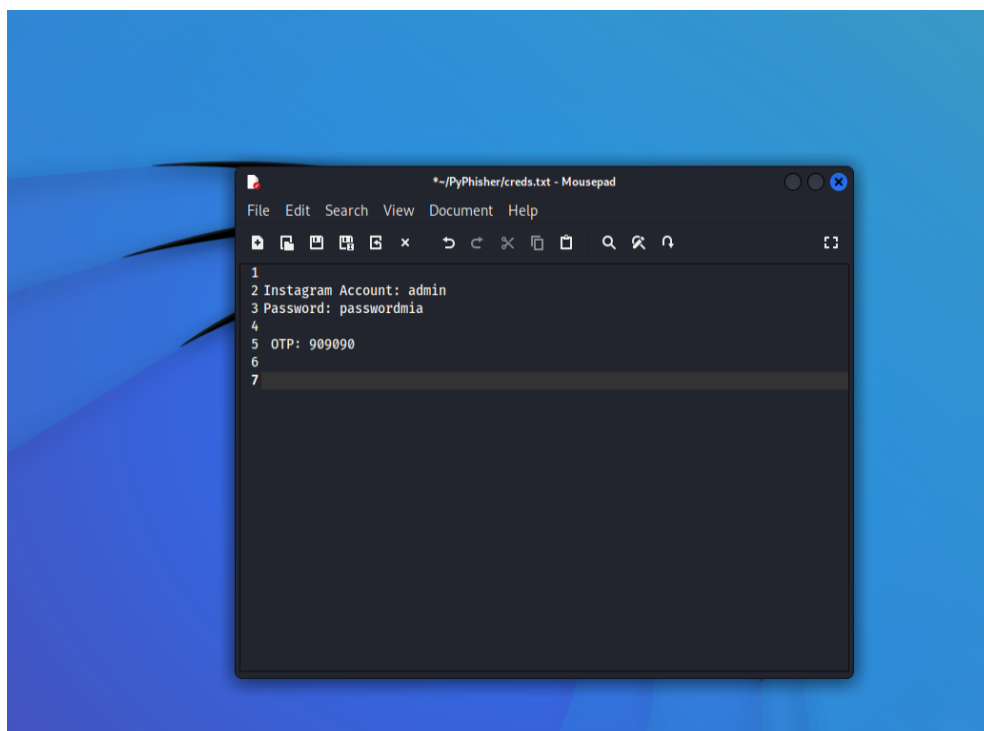 *~/PyPhisher/creds.txt - Mousepad
File Edit Search View Document Help
1
2 Instagram Account: admin
3 Password: passwordmia
4
5 OTP: 909090
6
7